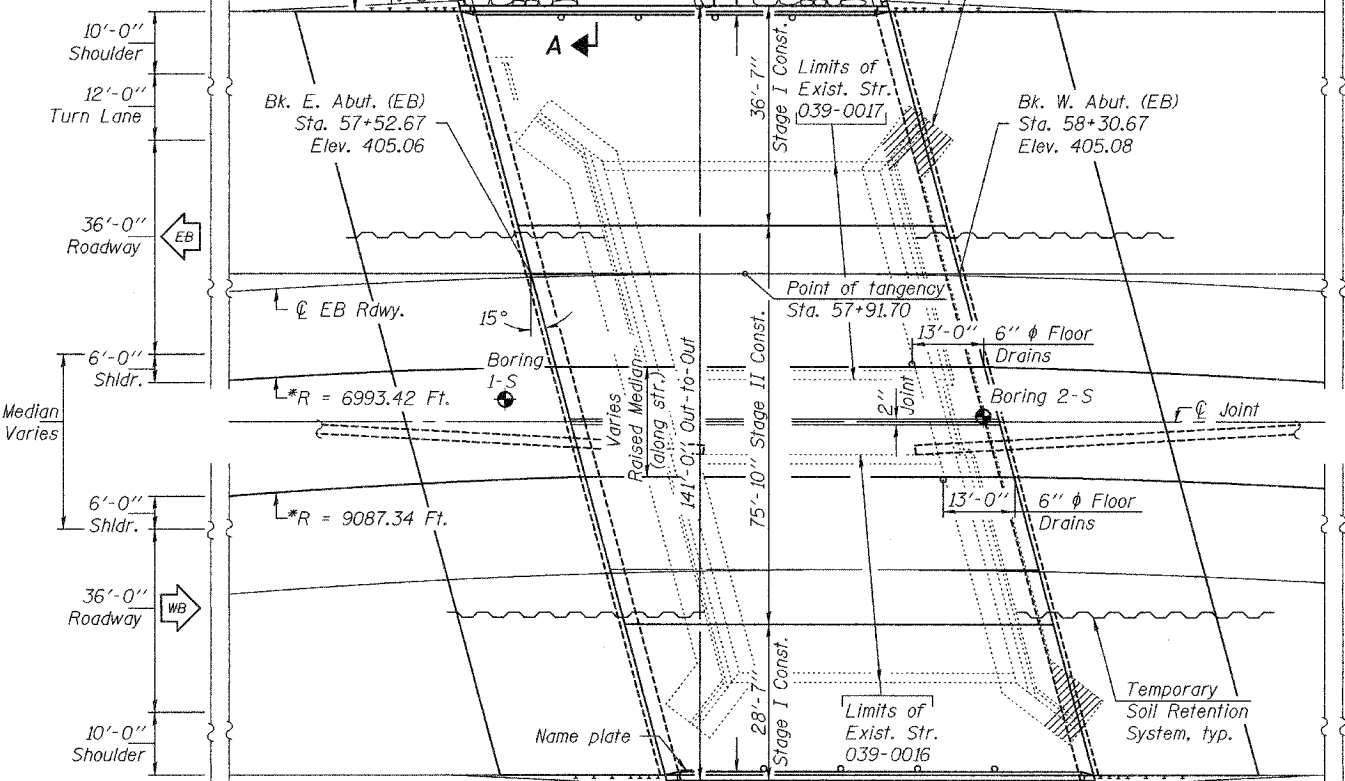 10'-0"
Shoulder
12'-0"
Turn Lane
36'-0"
Roadway
EB
6'-0"
Shldr.
Median
Varies
6'-0"
Shldr.
36'-0"
Roadway
WB
10'-0"
Shoulder
A
Bk. E. Abut. (EB)
Sta. 57+52.67
Elev. 405.06
36'-7"
Stage I Const.
Limits of
Exist. Str.
039-0017
Bk. W. Abut. (EB)
Sta. 58+30.67
Elev. 405.08
℄ EB Rdwy.
15°
Point of tangency
Sta. 57+91.70
13'-0"
6" ϕ Floor
Drains
Boring
1-S
*R = 6993.42 Ft.
Varies
Raised Median
(along str.)
141'-0" Out-to-Out
75'-10" Stage II Const.
2"
Joint
Boring 2-S
℄ Joint
*R = 9087.34 Ft.
13'-0"
6" ϕ Floor
Drains
Name plate
28'-7"
Stage I Const.
Limits of
Exist. Str.
039-0016
Temporary
Soil Retention
System, typ.